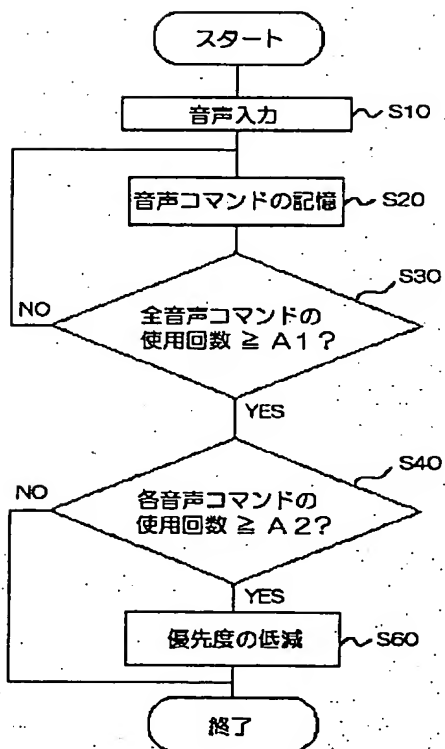 スタート
音声入力
S10
音声コマンドの記憶
S20
S30
NO
全音声コマンドの
使用回数 ≧ A1?
YES
S40
NO
各音声コマンドの
使用回数 ≧ A2?
YES
優先度の低減
S60
終了